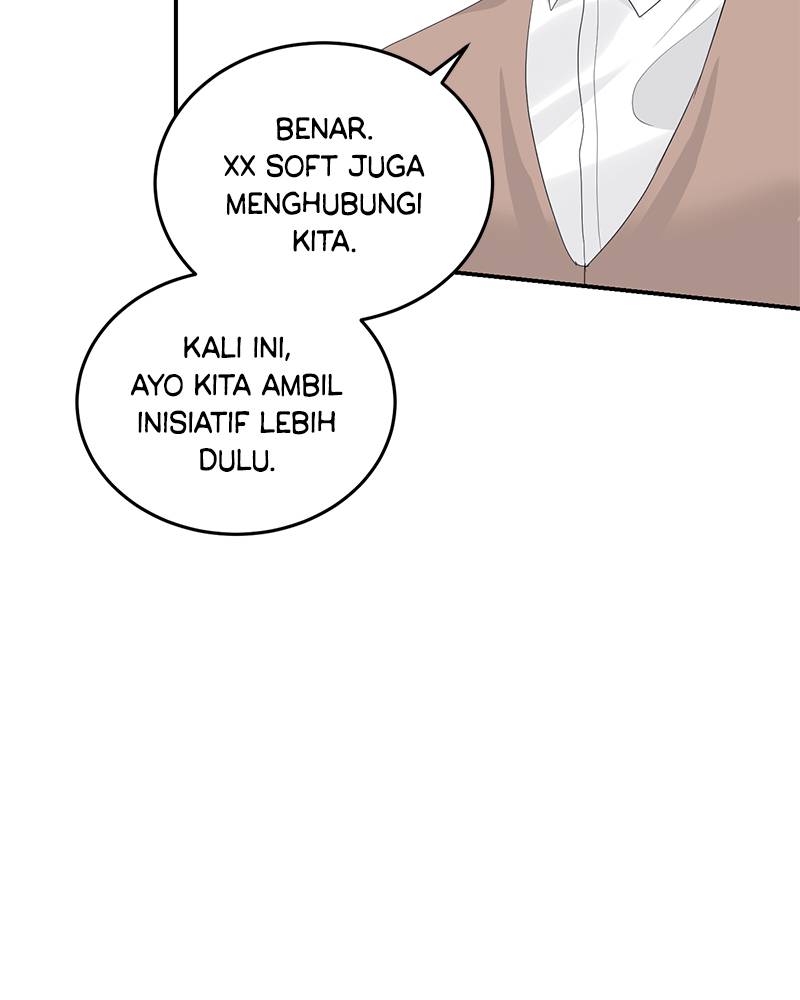 BENAR.
XX SOFT JUGA
MENGHUBUNGI
KITA.
KALI INI,
AYO KITA AMBIL
INISIATIF LEBIH
DULU.